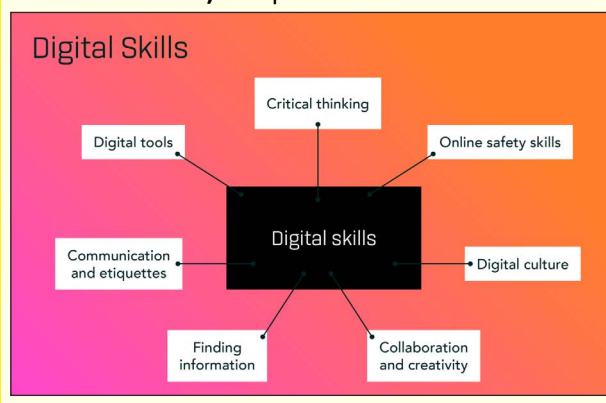 Digital Skills
Critical thinking
Digital tools
Online safety skills
Digital skills
Communication
and etiquettes
Digital culture
Finding
information
Collaboration
and creativity